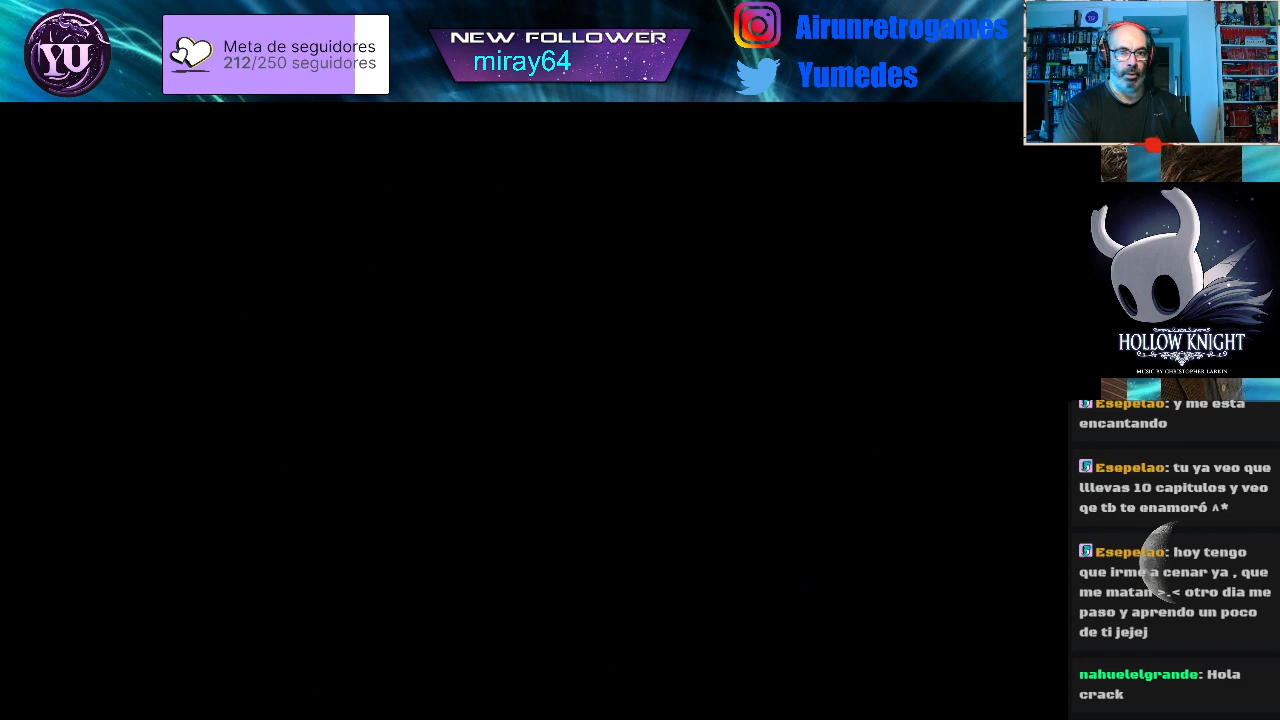 YU
Meta de seguidores
212/250 seguidores
NEW FOLLOWER
miray64
Airunretrogames
Yumedes
HOLLOW KNIGHT
MUSIC BY CHRISTOPHER LARKIN
Esepelao: y me esta
encantando
Esepelao: tu ya veo que
lllevas 10 capitulos y veo
qe tb te enamoró ^*
Esepelao: hoy tengo
que irme a cenar ya , que
me matan >.< otro dia me
paso y aprendo un poco
de ti jejej
nahuelelgrande: Hola
crack